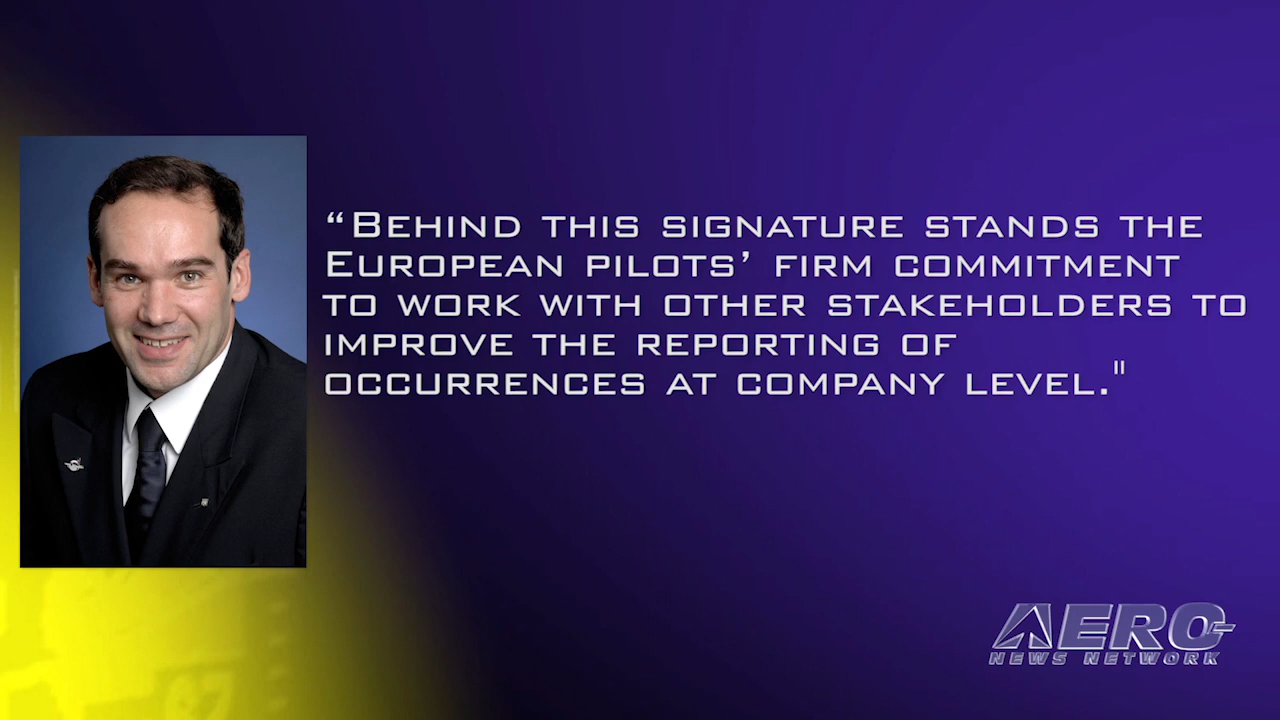 “Behind this signature stands the
European pilots’ firm commitment
to work with other stakeholders to
improve the reporting of
occurrences at company level."
AERO
NEWS NETWORK